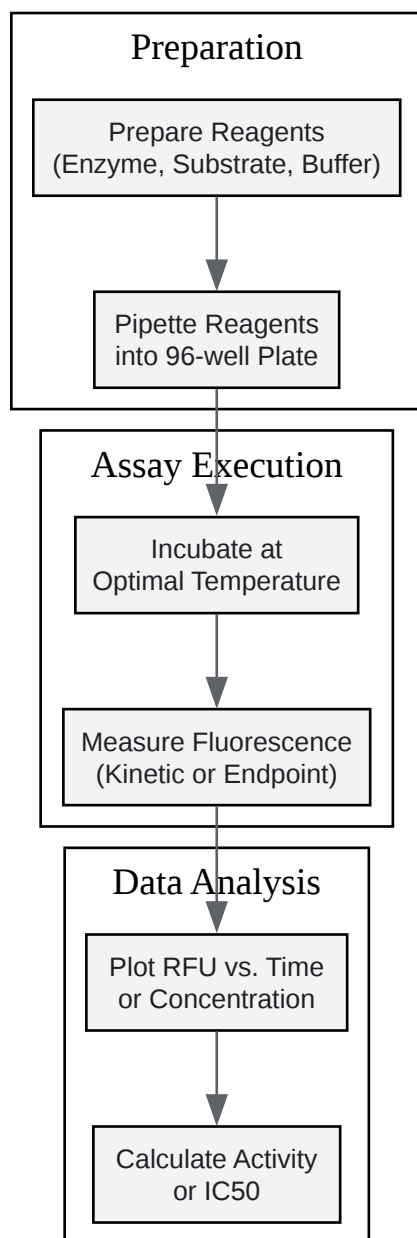 Preparation
Prepare Reagents
(Enzyme, Substrate, Buffer)
Pipette Reagents
into 96-well Plate
Assay Execution
Incubate at
Optimal Temperature
Measure Fluorescence
(Kinetic or Endpoint)
Data Analysis
Plot RFU vs. Time
or Concentration
Calculate Activity
or IC50